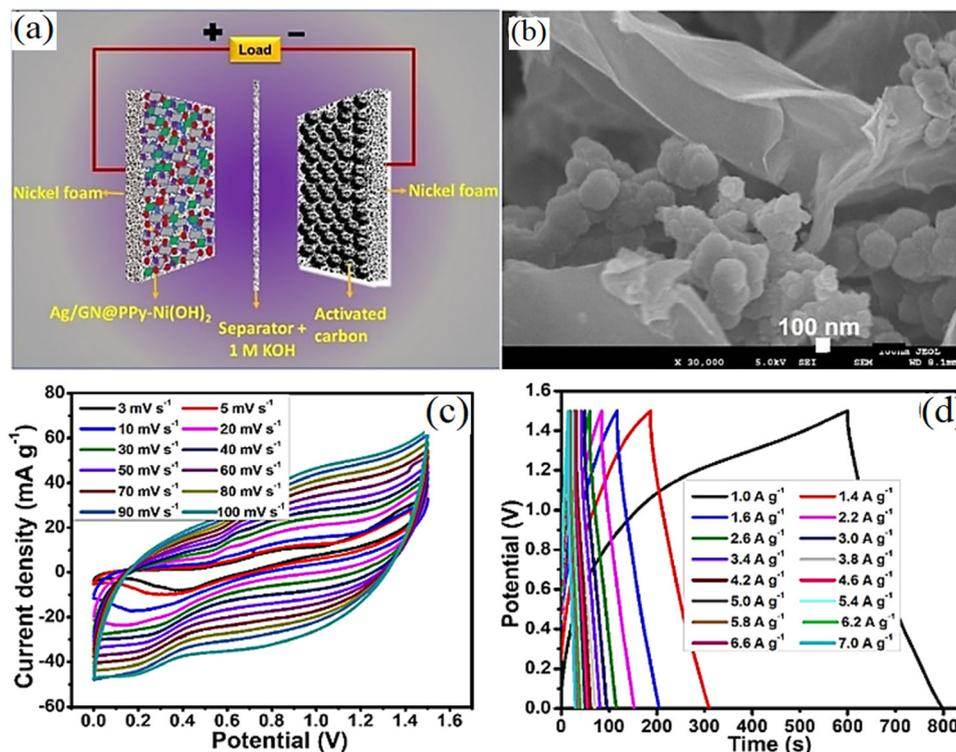 (a)
+ Load −
Nickel foam
Nickel foam
Ag/GN@PPy-Ni(OH)₂
Separator +
1 M KOH
Activated
carbon
(b)
100 nm
X 30,000 5.0kV SEI SEM WD 8.1mm
(c)
Current density (mA g⁻¹)
80
60
40
20
0
-20
-40
-60
3 mV s⁻¹ 5 mV s⁻¹
10 mV s⁻¹ 20 mV s⁻¹
30 mV s⁻¹ 40 mV s⁻¹
50 mV s⁻¹ 60 mV s⁻¹
70 mV s⁻¹ 80 mV s⁻¹
90 mV s⁻¹ 100 mV s⁻¹
0.0 0.2 0.4 0.6 0.8 1.0 1.2 1.4 1.6
Potential (V)
(d)
Potential (V)
1.6
1.4
1.2
1.0
0.8
0.6
0.4
0.2
0.0
1.0 A g⁻¹ 1.4 A g⁻¹
1.6 A g⁻¹ 2.2 A g⁻¹
2.6 A g⁻¹ 3.0 A g⁻¹
3.4 A g⁻¹ 3.8 A g⁻¹
4.2 A g⁻¹ 4.6 A g⁻¹
5.0 A g⁻¹ 5.4 A g⁻¹
5.8 A g⁻¹ 6.2 A g⁻¹
6.6 A g⁻¹ 7.0 A g⁻¹
0 100 200 300 400 500 600 700 800
Time (s)